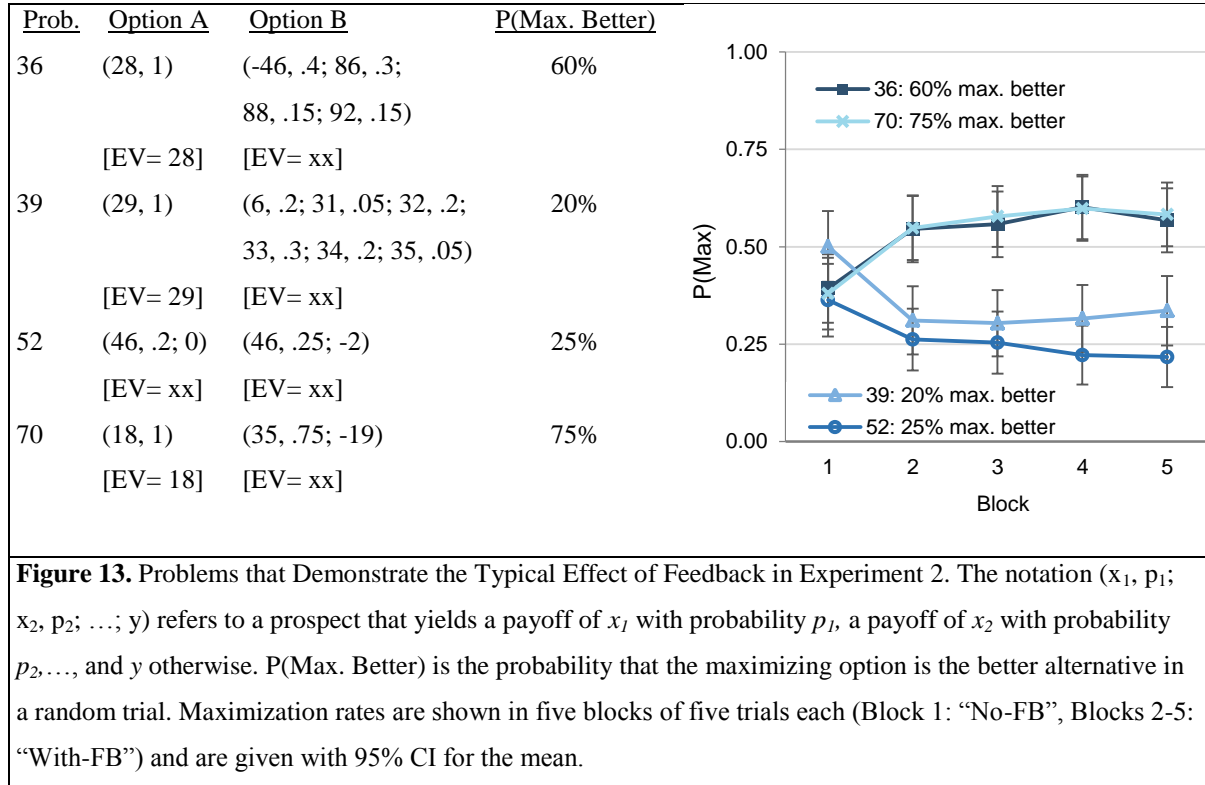 Prob. Option A Option B P(Max. Better)
36 (28, 1) (-46, .4; 86, .3; 60%
88, .15; 92, .15)
[EV= 28] [EV= xx]
39 (29, 1) (6, .2; 31, .05; 32, .2; 20%
33, .3; 34, .2; 35, .05)
[EV= 29] [EV= xx]
52 (46, .2; 0) (46, .25; -2) 25%
[EV= xx] [EV= xx]
70 (18, 1) (35, .75; -19) 75%
[EV= 18] [EV= xx]
1.00
0.75
0.50
0.25
0.00
P(Max)
36: 60% max. better
70: 75% max. better
39: 20% max. better
52: 25% max. better
1 2 3 4 5
Block
Figure 13. Problems that Demonstrate the Typical Effect of Feedback in Experiment 2. The notation (x1, p1;
x2, p2; …; y) refers to a prospect that yields a payoff of x1 with probability p1, a payoff of x2 with probability
p2,…, and y otherwise. P(Max. Better) is the probability that the maximizing option is the better alternative in
a random trial. Maximization rates are shown in five blocks of five trials each (Block 1: “No-FB”, Blocks 2-5:
“With-FB”) and are given with 95% CI for the mean.